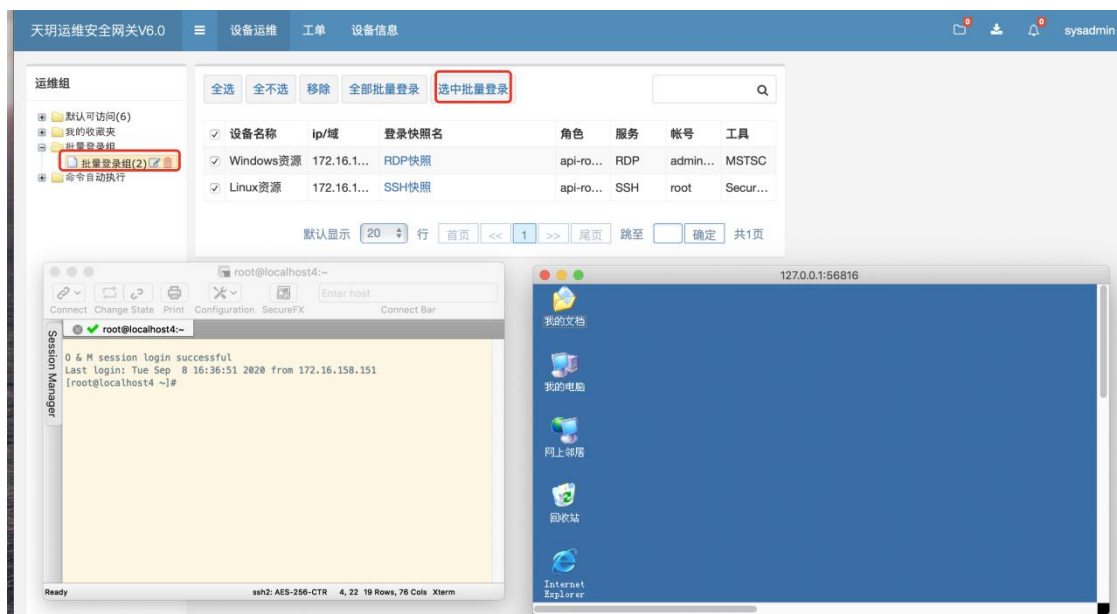 天玥运维安全网关V6.0 设备运维 工单 设备信息 0 0 sysadmin
运维组
默认可访问(6)
我的收藏夹
批量登录组
批量登录组(2)
命令自动执行
全选 全不选 移除 全部批量登录 选中批量登录
设备名称 ip/域 登录快照名 角色 服务 帐号 工具
Windows资源 172.16.1... RDP快照 api-ro... RDP admin... MSTSC
Linux资源 172.16.1... SSH快照 api-ro... SSH root Secur...
默认显示 20 行 首页 << 1 >> 尾页 跳至 确定 共1页
root@localhost4:~
Enter host
Connect Change State Print Configuration SecureFX Connect Bar
root@localhost4:~
Session Manager
O & M session login successful
Last login: Tue Sep 8 16:36:51 2020 from 172.16.158.151
[root@localhost4 ~]#
Ready ssh2: AES-256-CTR 4, 22 19 Rows, 76 Cols Xterm
127.0.0.1:56816
我的文档
我的电脑
网上邻居
回收站
Internet
Explorer